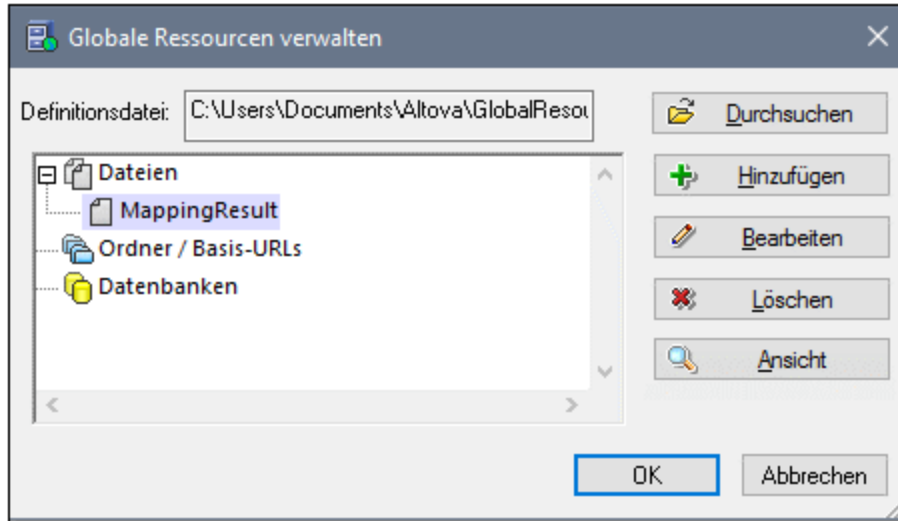 Globale Ressourcen verwalten
Definitionsdatei: C:\Users\Documents\Altova\GlobalResou
Durchsuchen
Dateien
Hinzufügen
MappingResult
Bearbeiten
Ordner / Basis-URLs
Datenbanken
Löschen
Ansicht
OK Abbrechen